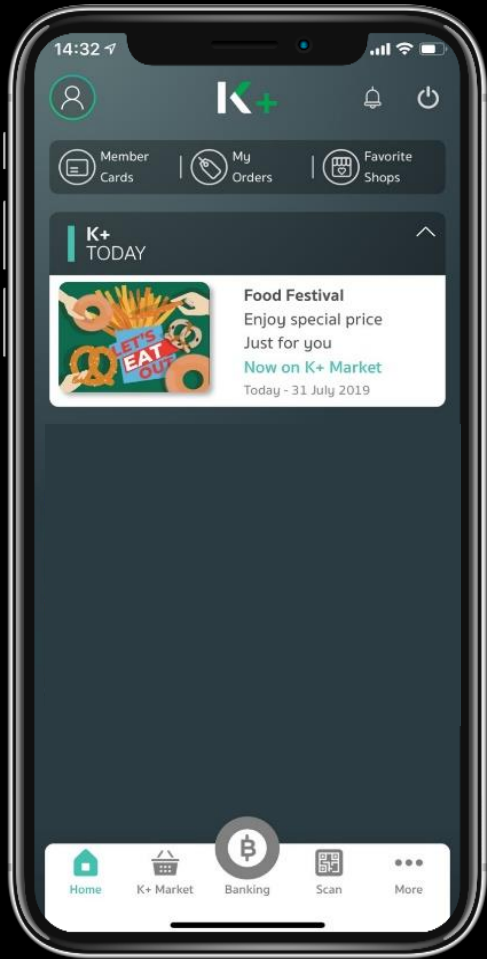 14:32
K+
Member
Cards
My
Orders
Favorite
Shops
K+
TODAY
LET'S
EAT
OUT
Food Festival
Enjoy special price
Just for you
Now on K+ Market
Today - 31 July 2019
฿
Home
K+ Market
Banking
Scan
More